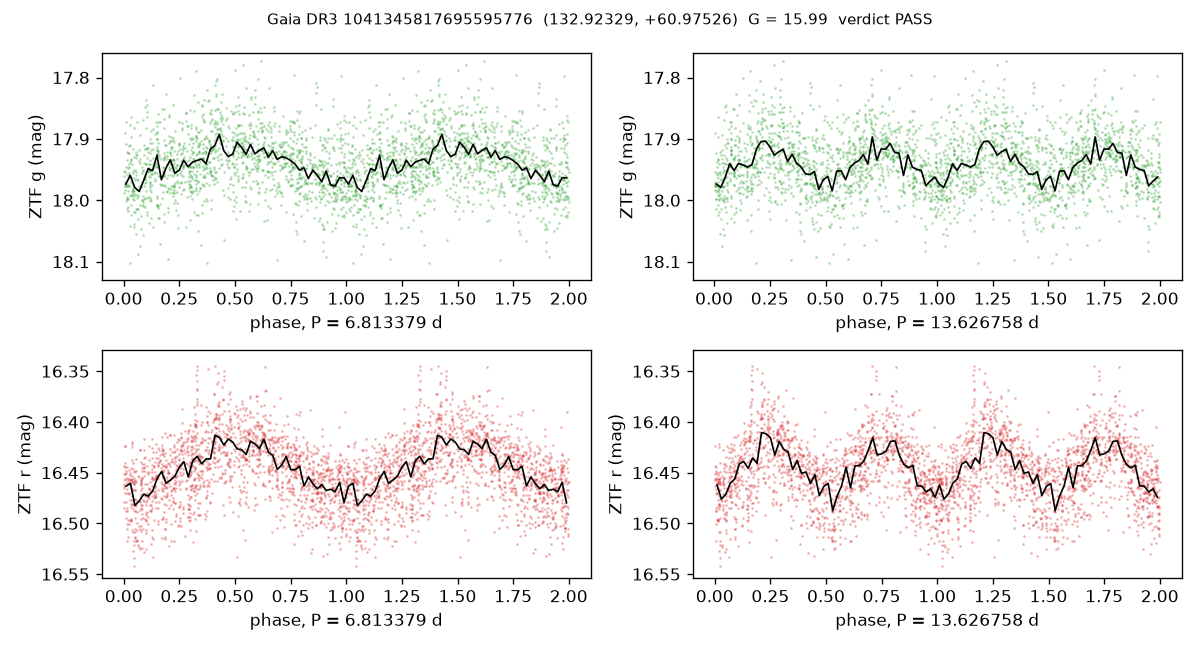 Gaia DR3 1041345817695595776  (132.92329, +60.97526)  G = 15.99  verdict PASS
ZTF g (mag)
17.8
17.9
18.0
18.1
0.00 0.25 0.50 0.75 1.00 1.25 1.50 1.75 2.00
phase, P = 6.813379 d
ZTF g (mag)
17.8
17.9
18.0
18.1
0.00 0.25 0.50 0.75 1.00 1.25 1.50 1.75 2.00
phase, P = 13.626758 d
ZTF r (mag)
16.35
16.40
16.45
16.50
16.55
0.00 0.25 0.50 0.75 1.00 1.25 1.50 1.75 2.00
phase, P = 6.813379 d
ZTF r (mag)
16.35
16.40
16.45
16.50
16.55
0.00 0.25 0.50 0.75 1.00 1.25 1.50 1.75 2.00
phase, P = 13.626758 d